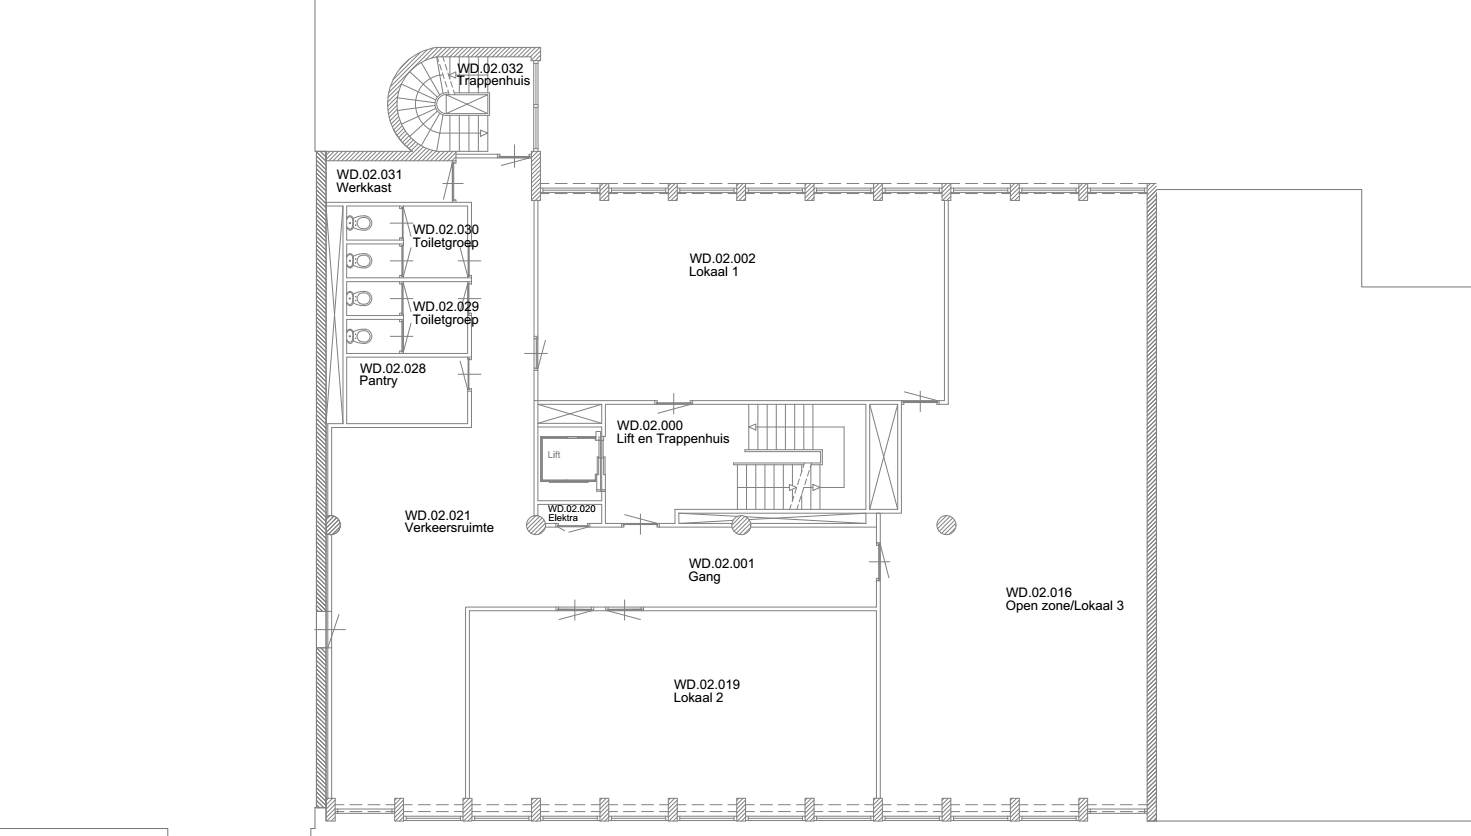 WD.02.032
Trappenhuis
WD.02.031
Werkkast
WD.02.030
Toiletgroep
WD.02.002
Lokaal 1
WD.02.029
Toiletgroep
WD.02.028
Pantry
WD.02.000
Lift en Trappenhuis
Lift
WD.02.020
Elektra
WD.02.021
Verkeersruimte
WD.02.001
Gang
WD.02.016
Open zone/Lokaal 3
WD.02.019
Lokaal 2